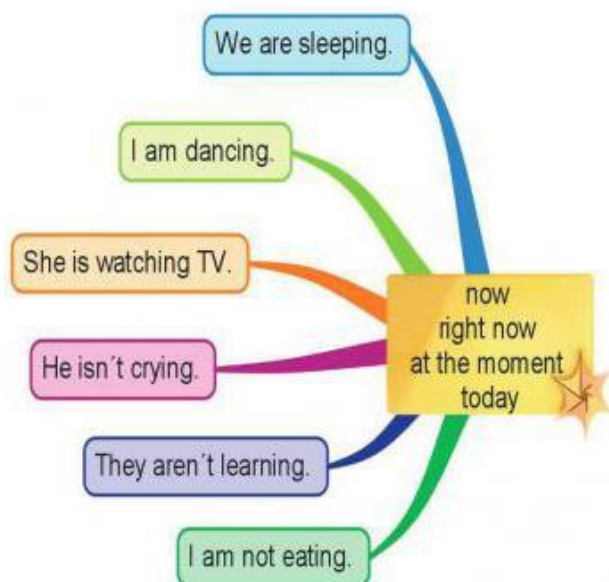 We are sleeping.
I am dancing.
She is watching TV.
He isn´t crying.
They aren´t learning.
I am not eating.
now
right now
at the moment
today